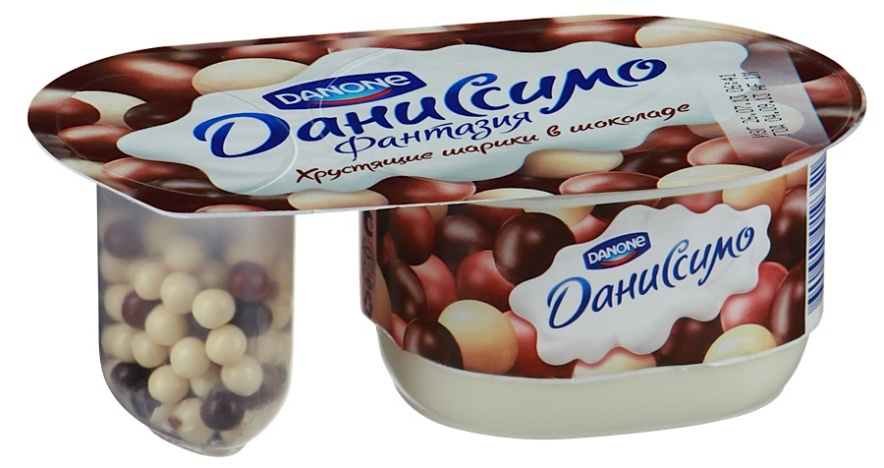 DANONE
ДаниССимо
Фантазия
Хрустящие шарики в шоколаде
DANONE
ДаниССимо